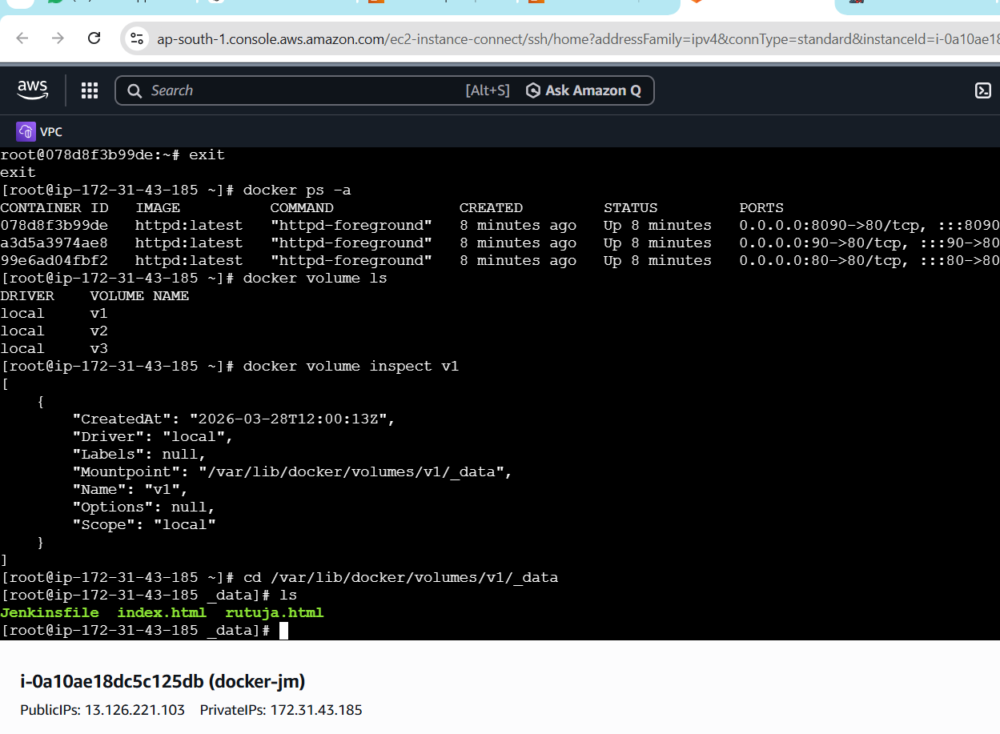 ap-south-1.console.aws.amazon.com/ec2-instance-connect/ssh/home?addressFamily=ipv4&connType=standard&instanceId=i-0a10ae18
aws
Search [Alt+S] Ask Amazon Q
VPC
root@078d8f3b99de:~# exit
exit
[root@ip-172-31-43-185 ~]# docker ps -a
CONTAINER ID   IMAGE          COMMAND              CREATED         STATUS         PORTS
078d8f3b99de   httpd:latest   "httpd-foreground"   8 minutes ago   Up 8 minutes   0.0.0.0:8090->80/tcp, :::8090
a3d5a3974ae8   httpd:latest   "httpd-foreground"   8 minutes ago   Up 8 minutes   0.0.0.0:90->80/tcp, :::90->80
99e6ad04fbf2   httpd:latest   "httpd-foreground"   8 minutes ago   Up 8 minutes   0.0.0.0:80->80/tcp, :::80->80
[root@ip-172-31-43-185 ~]# docker volume ls
DRIVER    VOLUME NAME
local     v1
local     v2
local     v3
[root@ip-172-31-43-185 ~]# docker volume inspect v1
[
    {
        "CreatedAt": "2026-03-28T12:00:13Z",
        "Driver": "local",
        "Labels": null,
        "Mountpoint": "/var/lib/docker/volumes/v1/_data",
        "Name": "v1",
        "Options": null,
        "Scope": "local"
    }
]
[root@ip-172-31-43-185 ~]# cd /var/lib/docker/volumes/v1/_data
[root@ip-172-31-43-185 _data]# ls
Jenkinsfile  index.html  rutuja.html
[root@ip-172-31-43-185 _data]#
i-0a10ae18dc5c125db (docker-jm)
PublicIPs: 13.126.221.103 PrivateIPs: 172.31.43.185